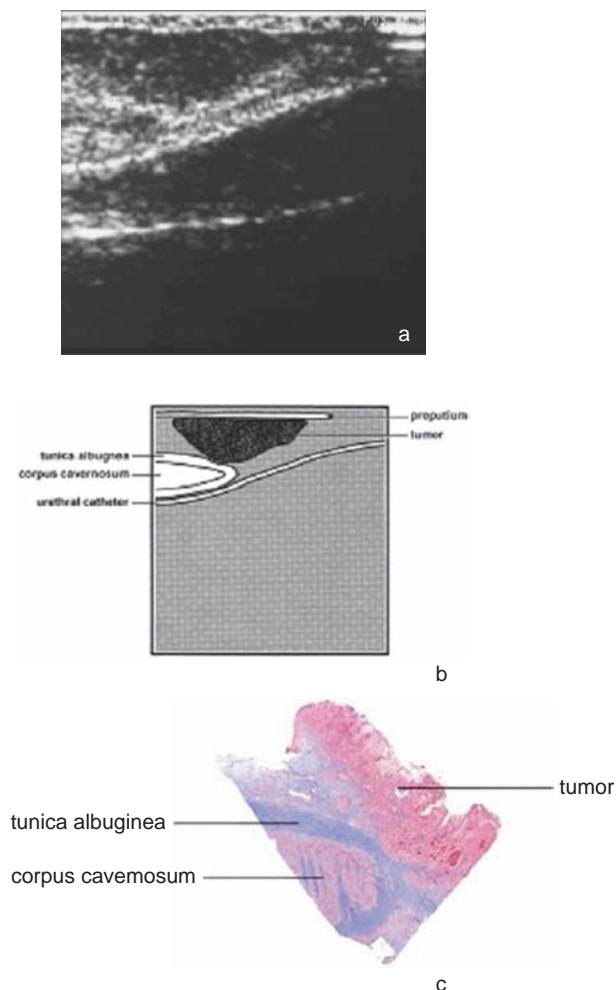 a
preputium
tumor
tunica albugnea
corpus cavernosum
urethral catheter
b
tumor
tunica albuginea
corpus cavemosum
c